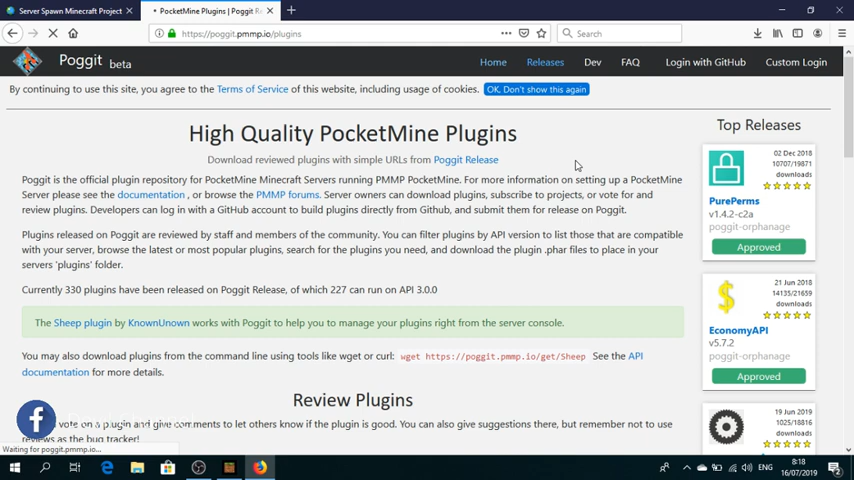 Server Spawn Minecraft Project
PocketMine Plugins | Poggit Re
https://poggit.pmmp.io/plugins
Search
Poggit beta
Home Releases Dev FAQ Login with GitHub Custom Login
By continuing to use this site, you agree to the Terms of Service of this website, including usage of cookies. OK, Don't show this again
High Quality PocketMine Plugins
Download reviewed plugins with simple URLs from Poggit Release
Poggit is the official plugin repository for PocketMine Minecraft Servers running PMMP PocketMine. For more information on setting up a PocketMine
Server please see the documentation , or browse the PMMP forums. Server owners can download plugins, subscribe to projects, or vote for and
review plugins. Developers can log in with a GitHub account to build plugins directly from Github, and submit them for release on Poggit.
Plugins released on Poggit are reviewed by staff and members of the community. You can filter plugins by API version to list those that are compatible
with your server, browse the latest or most popular plugins, search for the plugins you need, and download the plugin .phar files to place in your
servers 'plugins' folder.
Currently 330 plugins have been released on Poggit Release, of which 227 can run on API 3.0.0
The Sheep plugin by KnownUnown works with Poggit to help you to manage your plugins right from the server console.
You may also download plugins from the command line using tools like wget or curl: wget https://poggit.pmmp.io/get/Sheep See the API
documentation for more details.
Review Plugins
vote on a plugin and give comments to let others know if the plugin is good. You can also give suggestions there, but remember not to use
reviews as the bug tracker!
Waiting for poggit.pmmp.io...
Top Releases
02 Dec 2018
10707/19871
downloads
PurePerms
v1.4.2-c2a
poggit-orphanage
Approved
21 Jun 2018
14135/21659
downloads
EconomyAPI
v5.7.2
poggit-orphanage
Approved
19 Jun 2019
1025/18816
downloads
ENG
8:18
16/07/2019
2